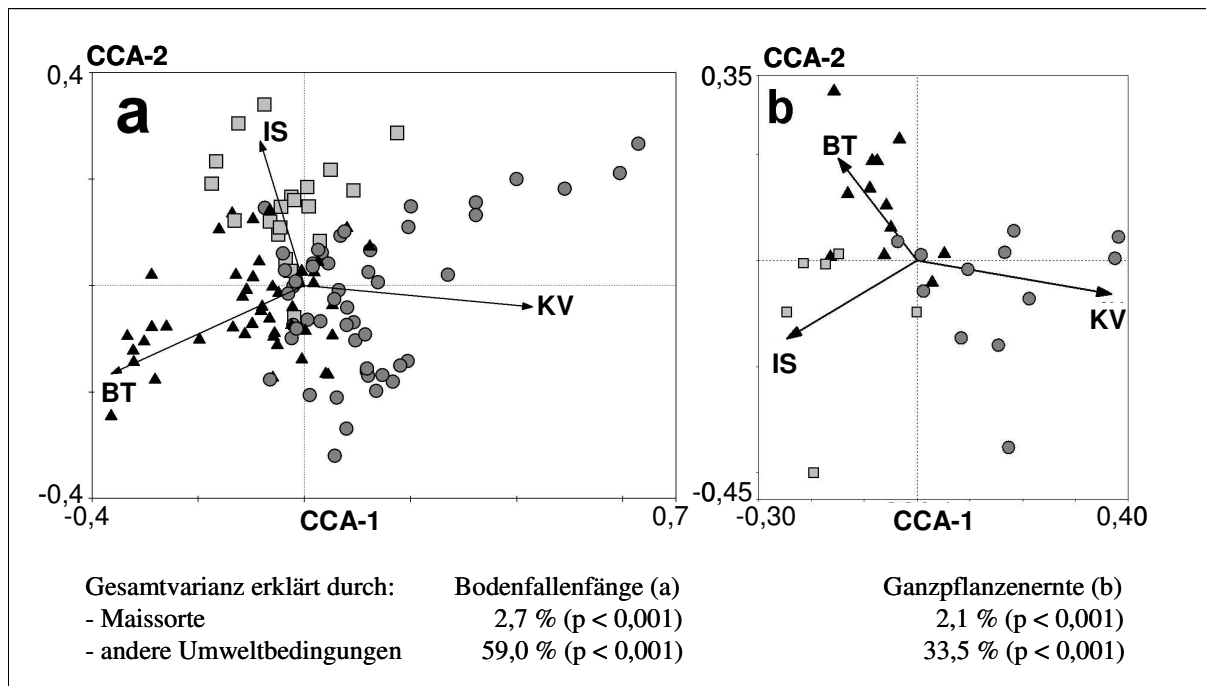 CCA-2
0,4
a
IS
KV
BT
-0,4
-0,4
CCA-1
0,7
CCA-2
0,35
b
BT
KV
IS
-0,45
-0,30
CCA-1
0,40
Gesamtvarianz erklärt durch: Bodenfallenfänge (a) Ganzpflanzenernte (b)
- Maissorte 2,7 % (p < 0,001) 2,1 % (p < 0,001)
- andere Umweltbedingungen 59,0 % (p < 0,001) 33,5 % (p < 0,001)